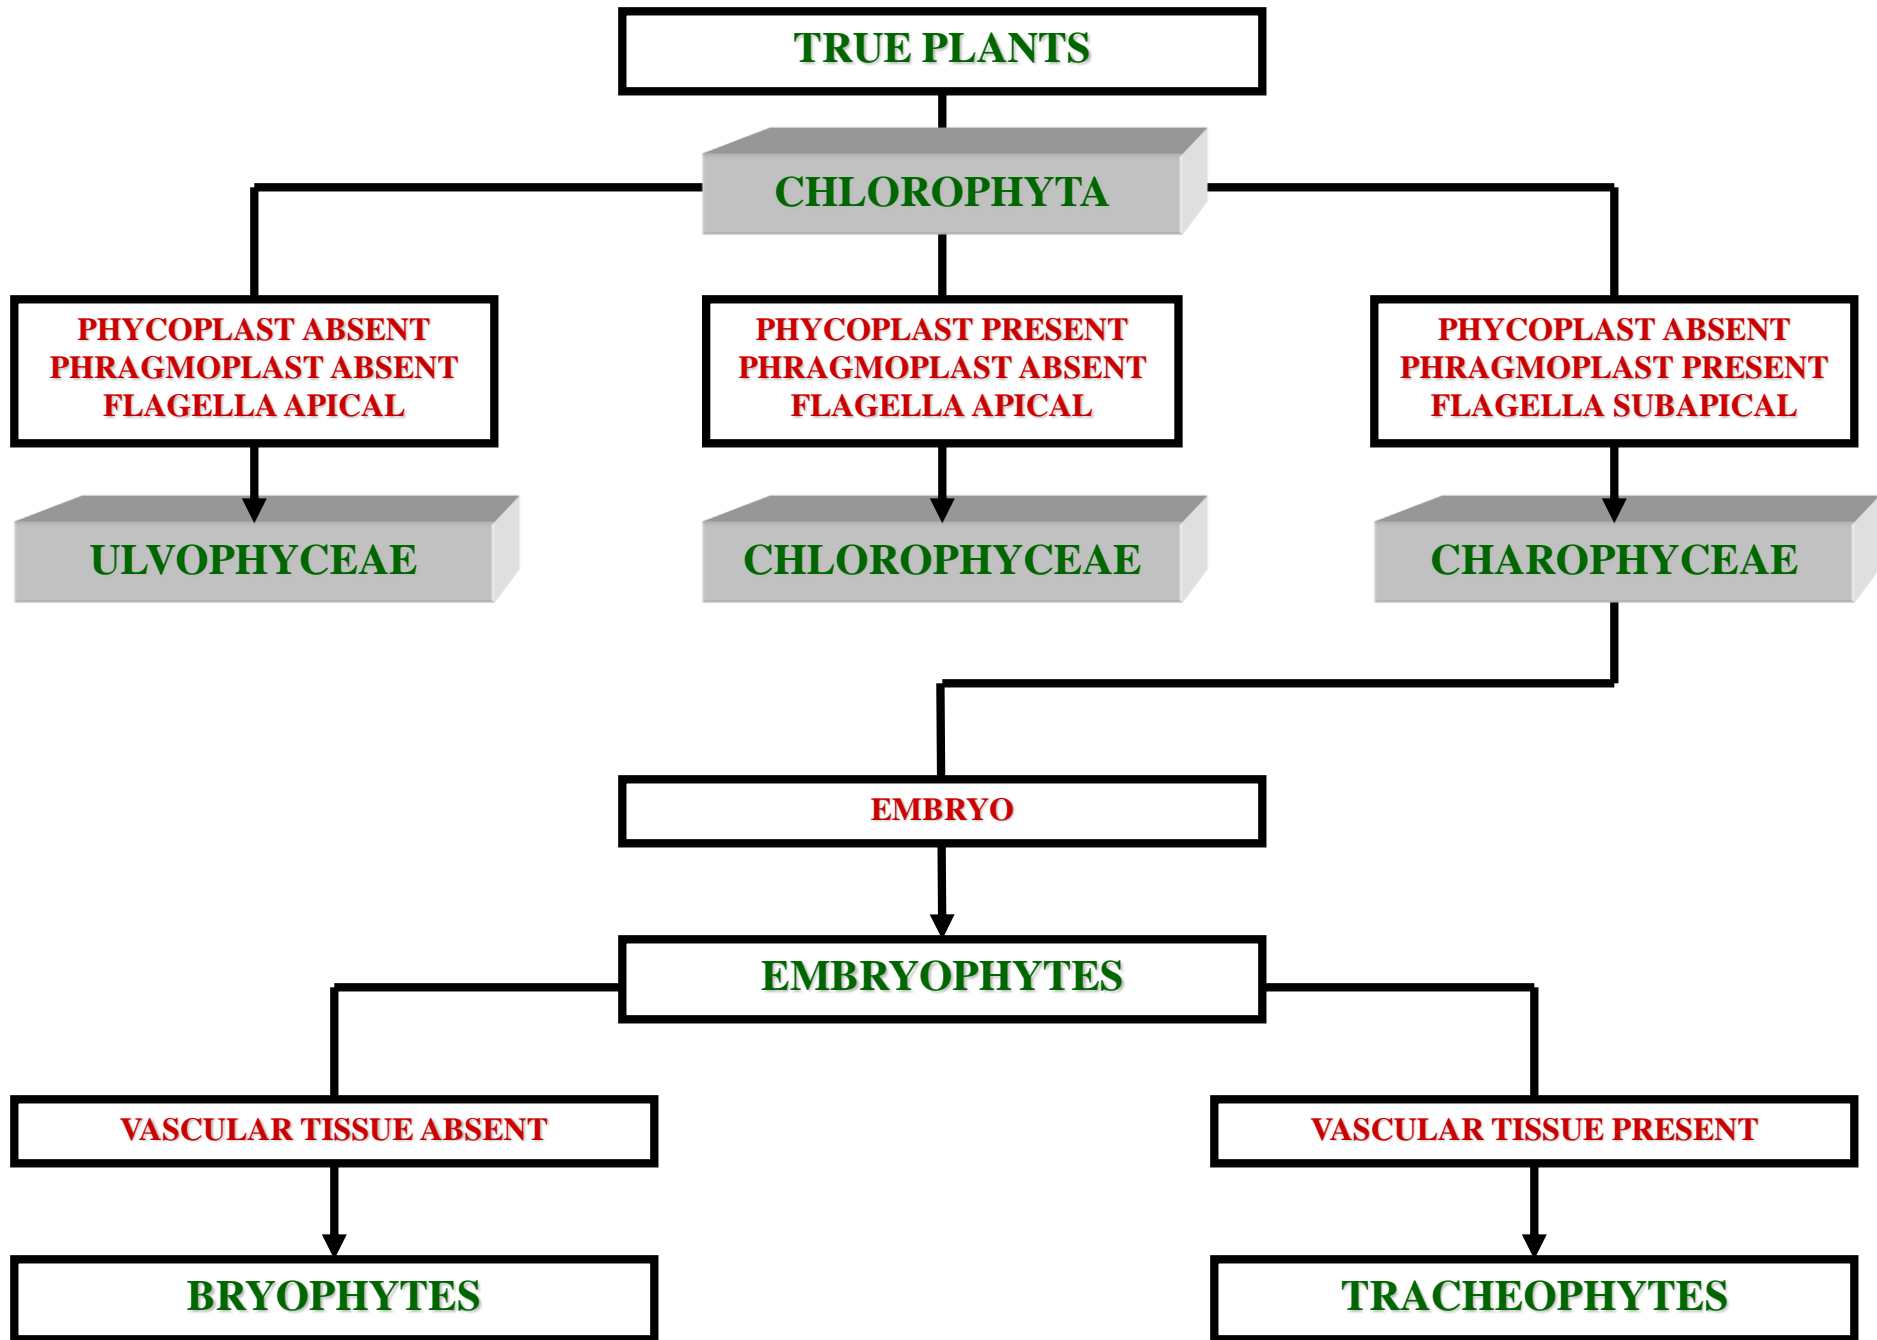 TRUE PLANTS
CHLOROPHYTA
PHYCOPLAST ABSENT
PHRAGMOPLAST ABSENT
FLAGELLA APICAL
PHYCOPLAST PRESENT
PHRAGMOPLAST ABSENT
FLAGELLA APICAL
PHYCOPLAST ABSENT
PHRAGMOPLAST PRESENT
FLAGELLA SUBAPICAL
ULVOPHYCEAE
CHLOROPHYCEAE
CHAROPHYCEAE
EMBRYO
EMBRYOPHYTES
VASCULAR TISSUE ABSENT
VASCULAR TISSUE PRESENT
BRYOPHYTES
TRACHEOPHYTES